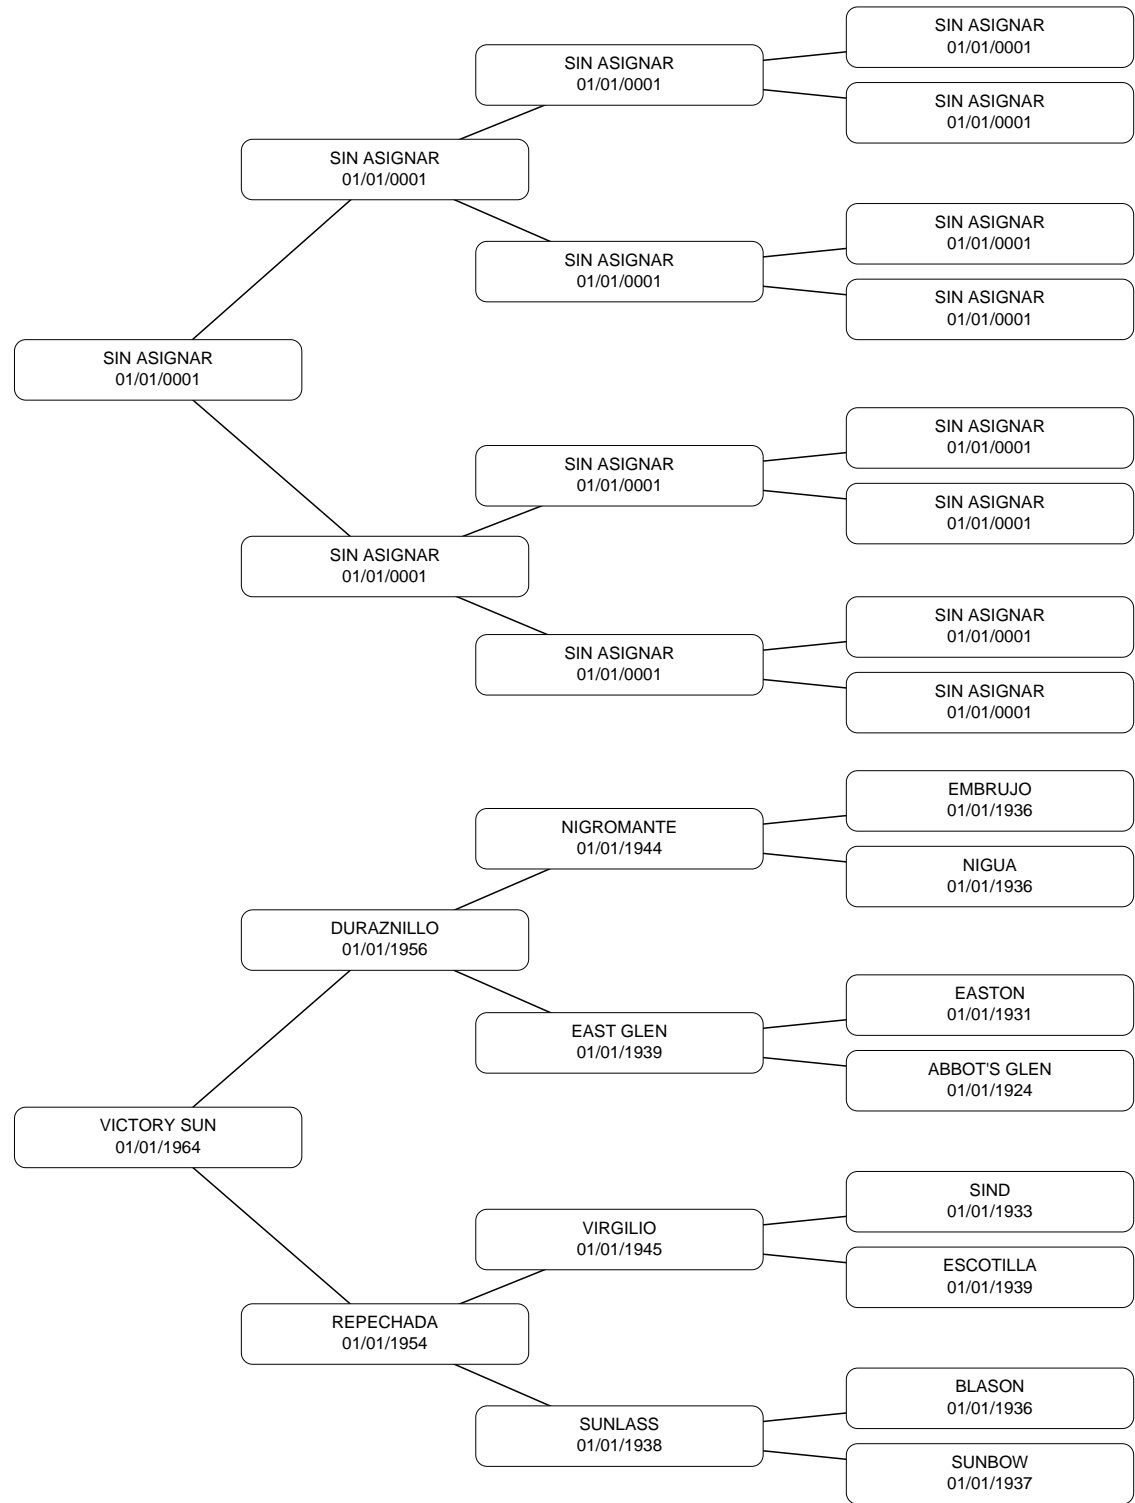 SIN ASIGNAR
01/01/0001
SIN ASIGNAR
01/01/0001
SIN ASIGNAR
01/01/0001
SIN ASIGNAR
01/01/0001
SIN ASIGNAR
01/01/0001
SIN ASIGNAR
01/01/0001
SIN ASIGNAR
01/01/0001
SIN ASIGNAR
01/01/0001
SIN ASIGNAR
01/01/0001
SIN ASIGNAR
01/01/0001
SIN ASIGNAR
01/01/0001
SIN ASIGNAR
01/01/0001
SIN ASIGNAR
01/01/0001
SIN ASIGNAR
01/01/0001
SIN ASIGNAR
01/01/0001
EMBRUJO
01/01/1936
NIGROMANTE
01/01/1944
NIGUA
01/01/1936
DURAZNILLO
01/01/1956
EASTON
01/01/1931
EAST GLEN
01/01/1939
ABBOT'S GLEN
01/01/1924
VICTORY SUN
01/01/1964
SIND
01/01/1933
VIRGILIO
01/01/1945
ESCOTILLA
01/01/1939
REPECHADA
01/01/1954
BLASON
01/01/1936
SUNLASS
01/01/1938
SUNBOW
01/01/1937